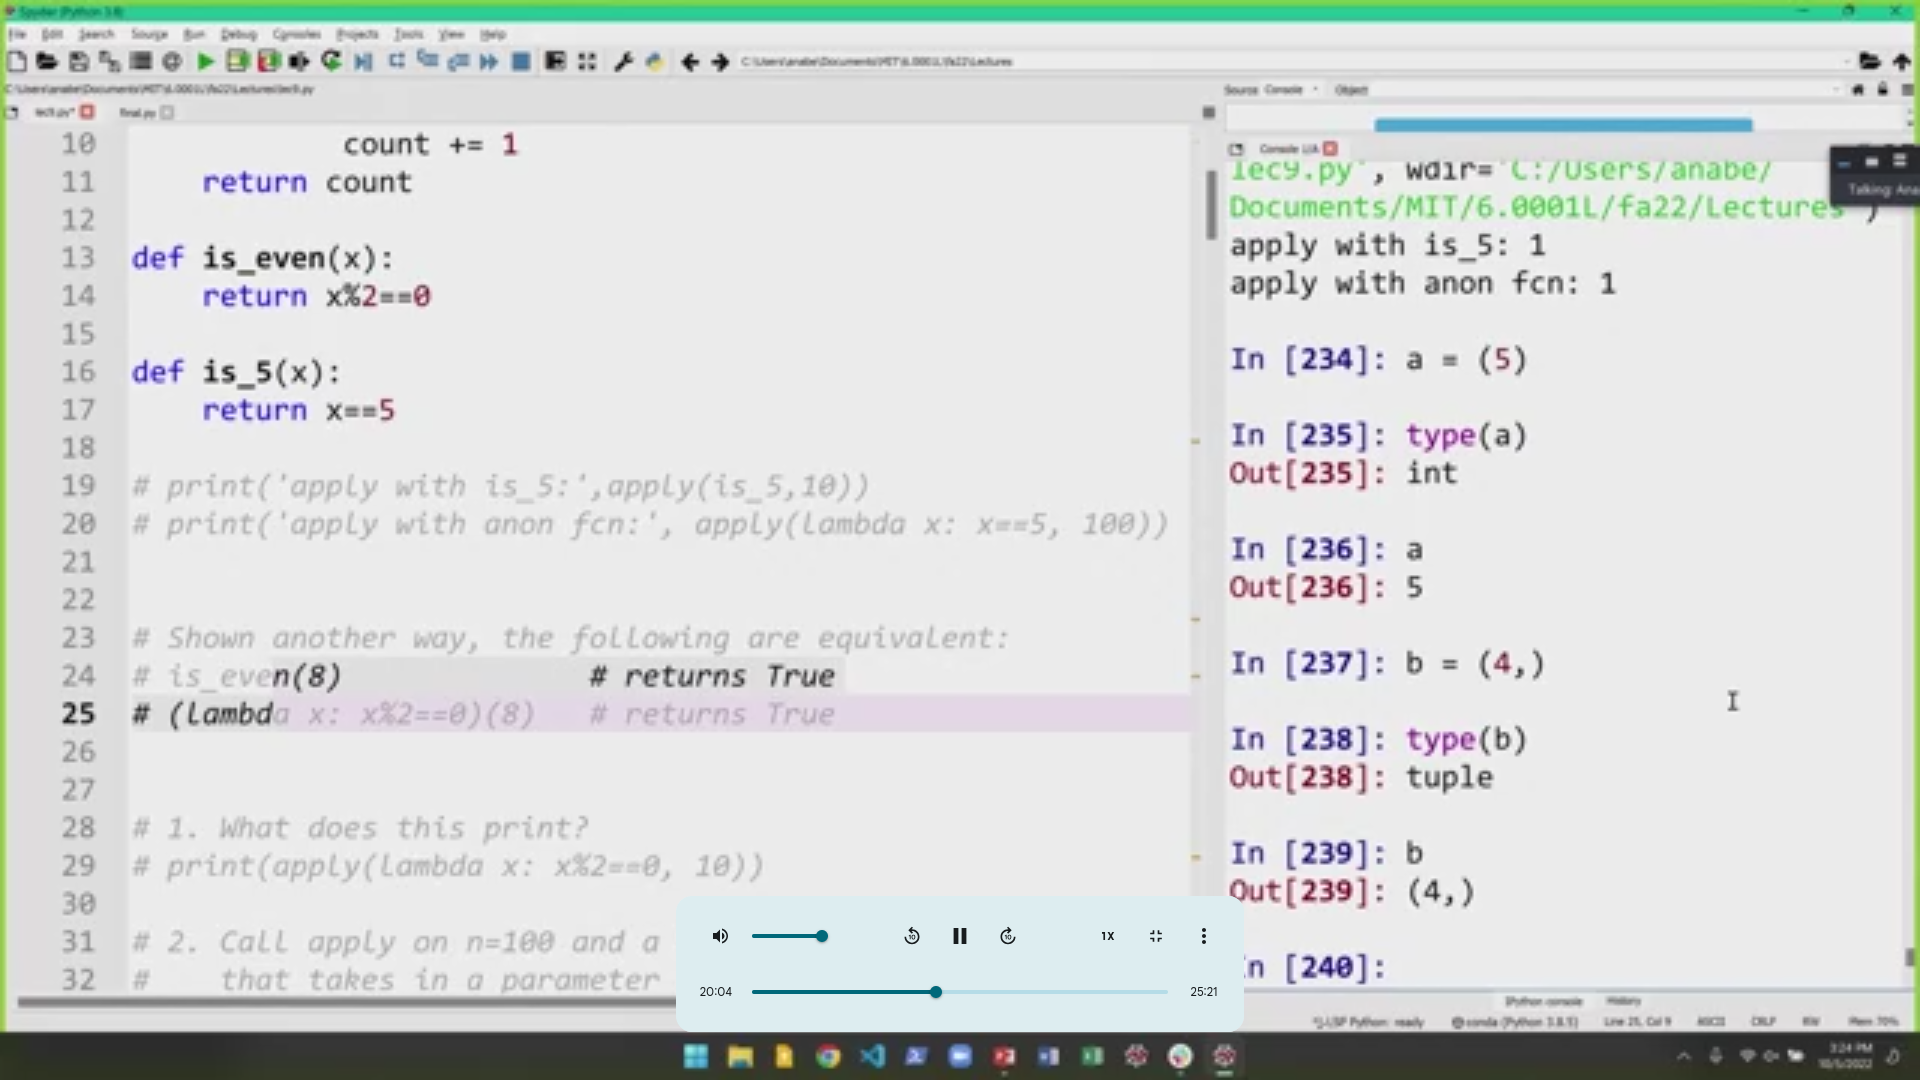 Spyder (Python 3.8)
File Edit Search Source Run Debug Consoles Projects Tools View Help
C:\Users\anabe\Documents\MIT\6.0001L\fa22\Lectures
C:\Users\anabe\Documents\MIT\6.0001L\fa22\Lectures\lec9.py
lec9.py* final.py
10 count += 1
11 return count
12
13 def is_even(x):
14 return x%2==0
15
16 def is_5(x):
17 return x==5
18
19 # print('apply with is_5:',apply(is_5,10))
20 # print('apply with anon fcn:', apply(lambda x: x==5, 100))
21
22
23 # Shown another way, the following are equivalent:
24 # is_even(8) # returns True
25 # (lambda x: x%2==0)(8) # returns True
26
27
28 # 1. What does this print?
29 # print(apply(lambda x: x%2==0, 10))
30
31 # 2. Call apply on n=100 and a
32 # that takes in a parameter
Source Console Object
Console 1/A
lec9.py', wdir='C:/Users/anabe/
Documents/MIT/6.0001L/fa22/Lectures')
Talking: Ana
apply with is_5: 1
apply with anon fcn: 1
In [234]: a = (5)
In [235]: type(a)
Out[235]: int
In [236]: a
Out[236]: 5
In [237]: b = (4,)
In [238]: type(b)
Out[238]: tuple
In [239]: b
Out[239]: (4,)
In [240]:
10 10 1X
20:04 25:21
IPython console History
LSP Python: ready conda (Python 3.8.5) Line 25, Col 9 ASCII CRLF RW Mem 70%
3:24 PM
10/5/2022